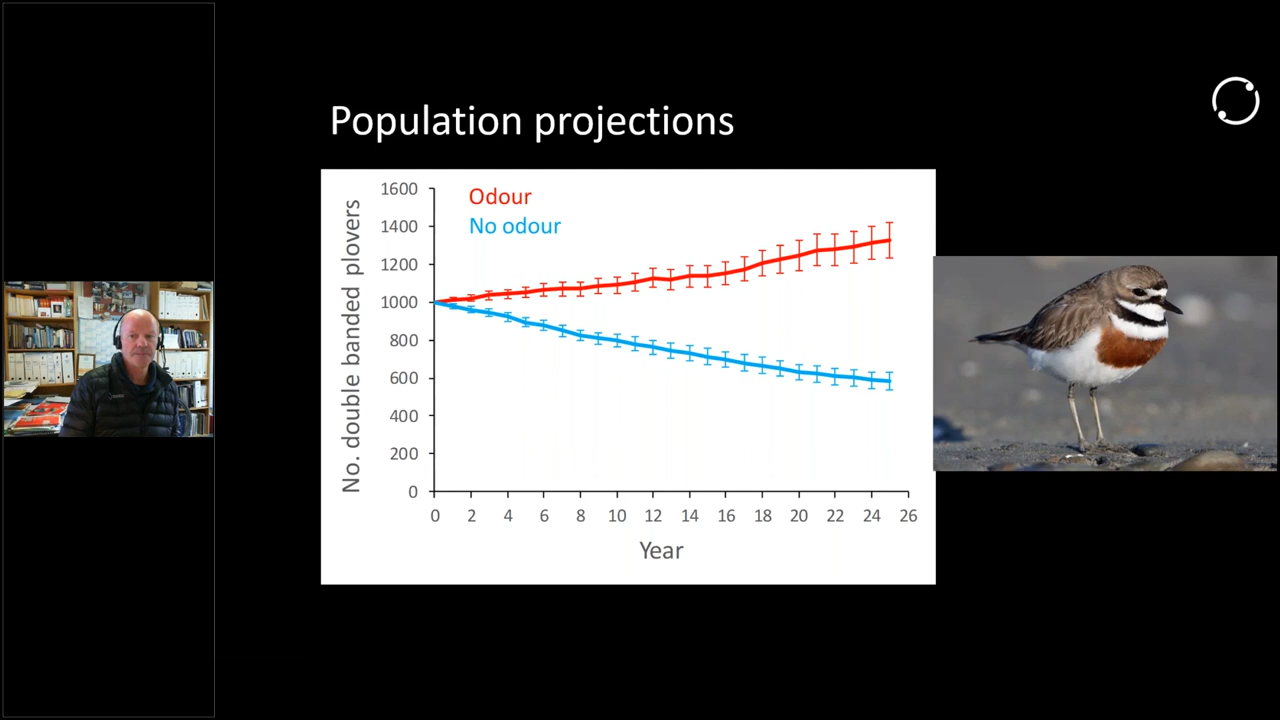 Population projections
Odour
No odour
No. double banded plovers
1600
1400
1200
1000
800
600
400
200
0
0 2 4 6 8 10 12 14 16 18 20 22 24 26
Year